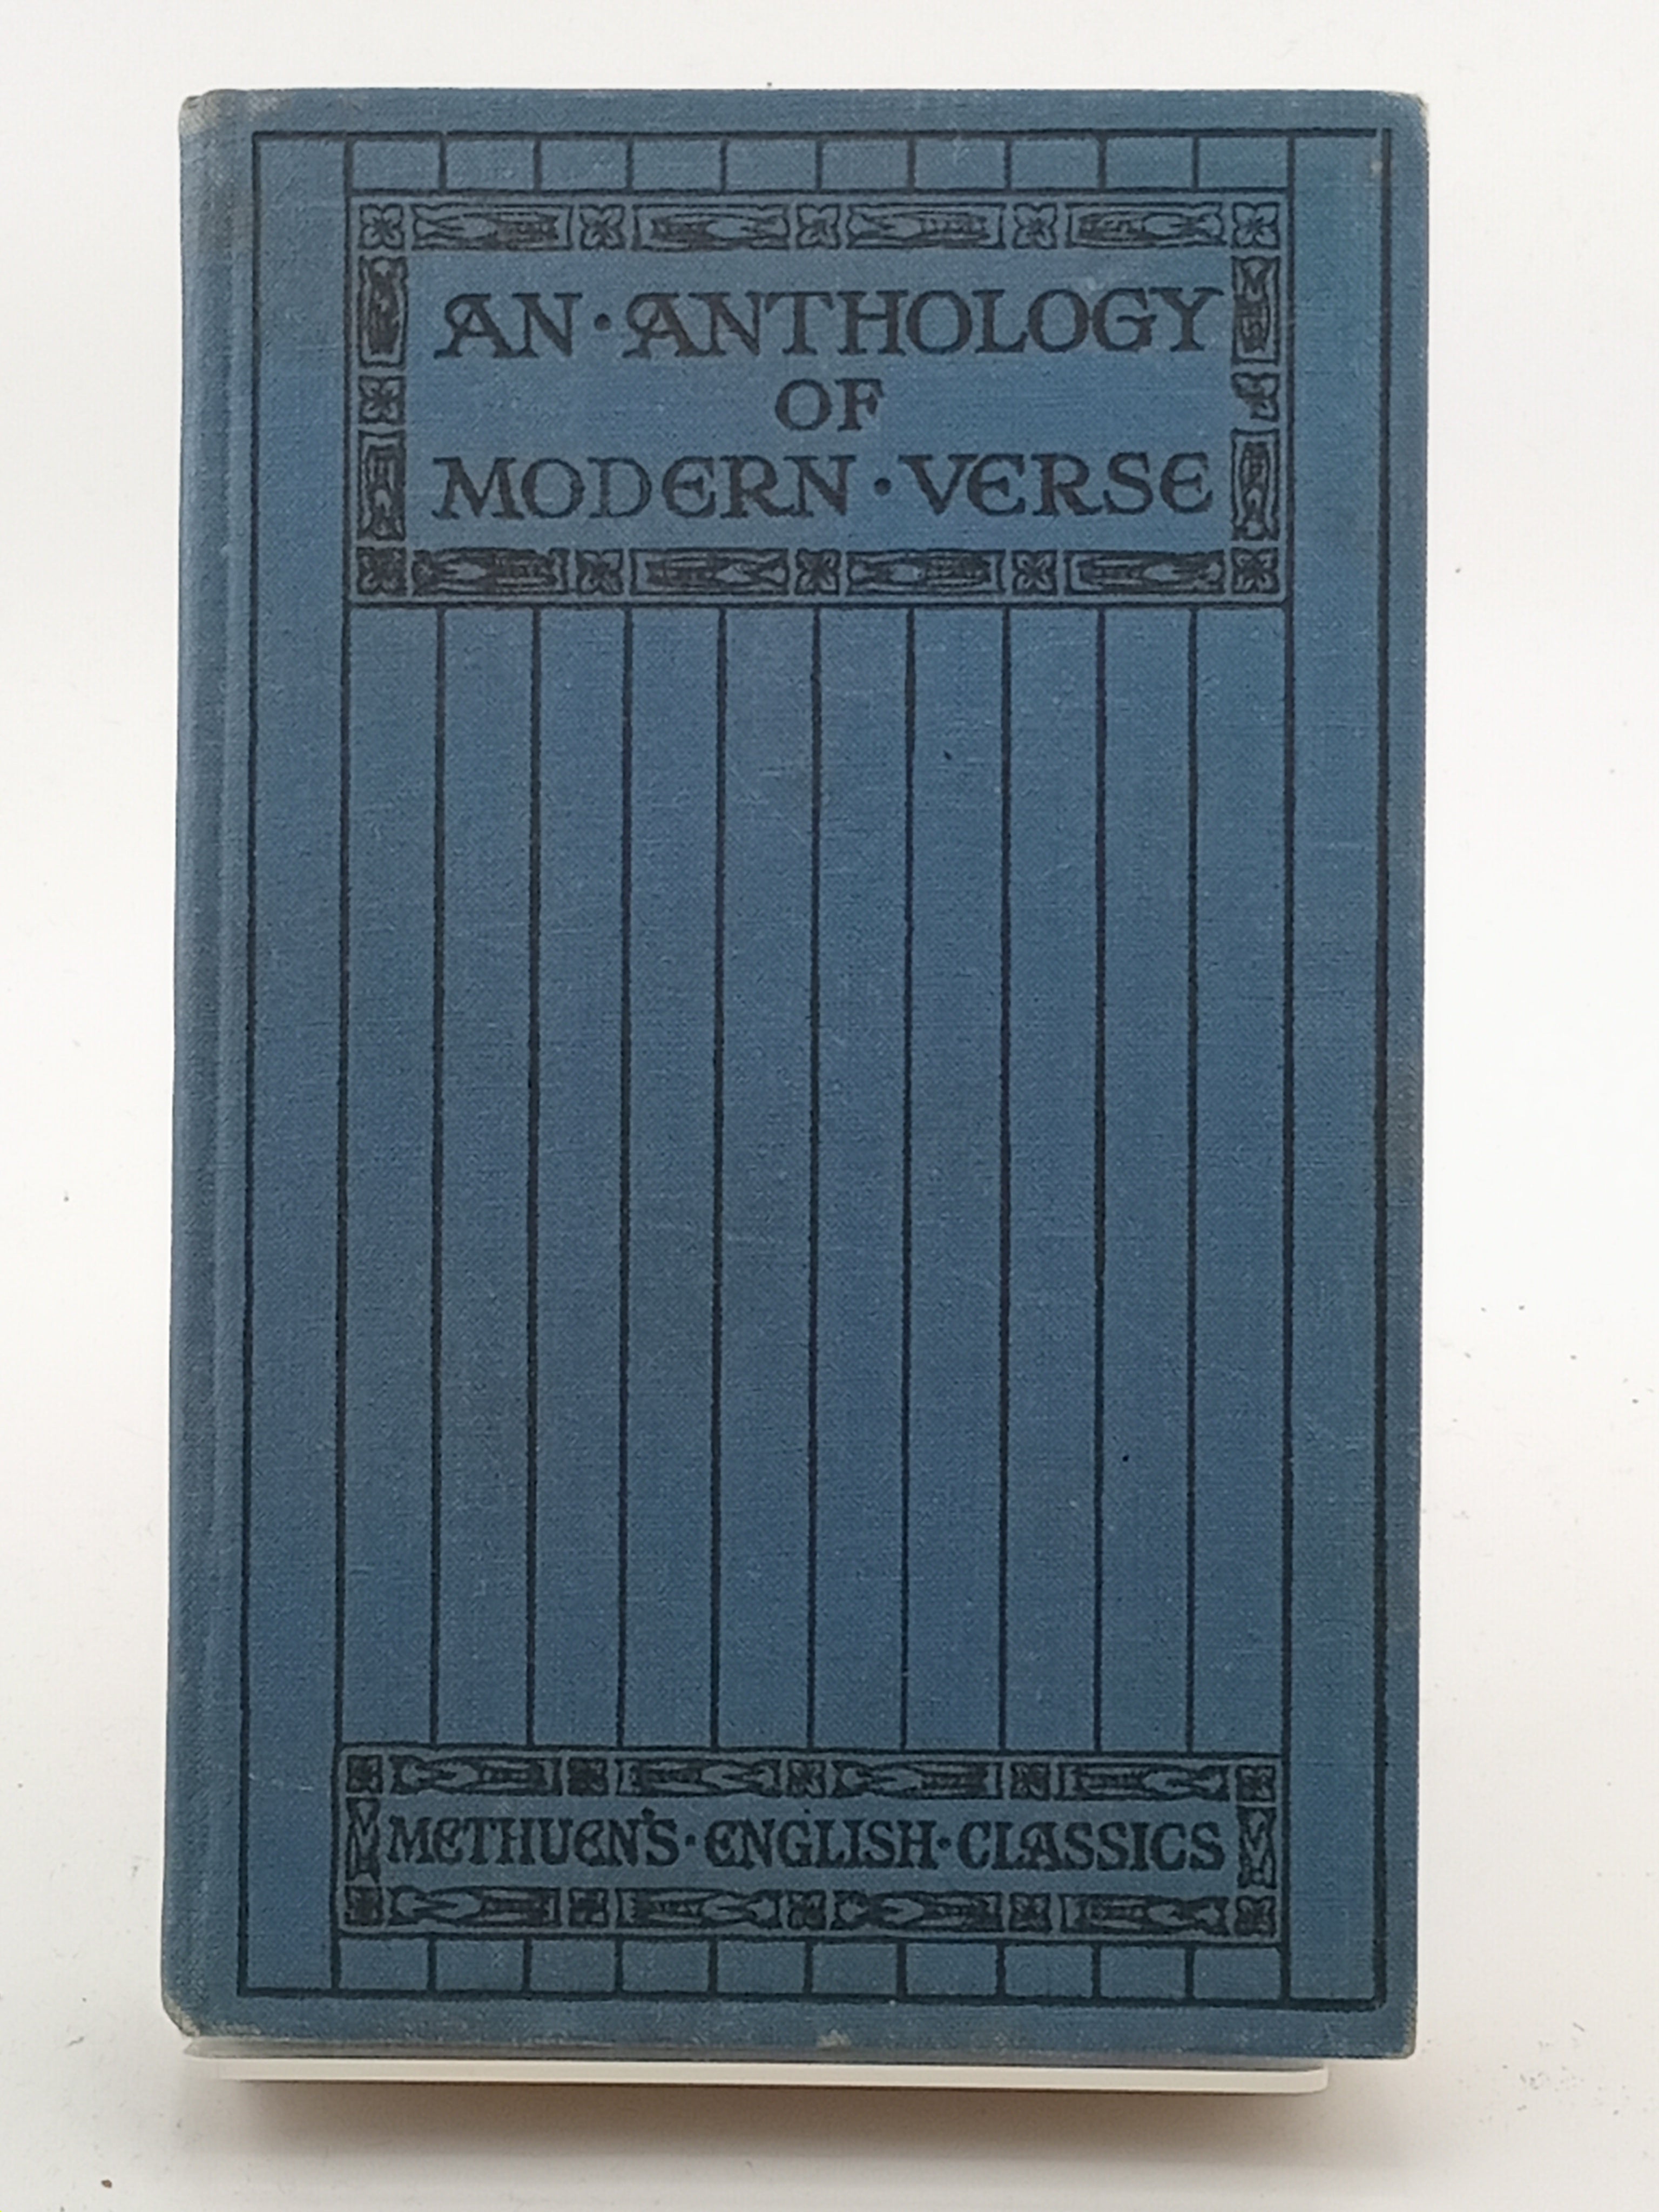 AN·ANTHOLOGY
OF
MODERN·VERSE
METHUEN'S·ENGLISH·CLASSICS